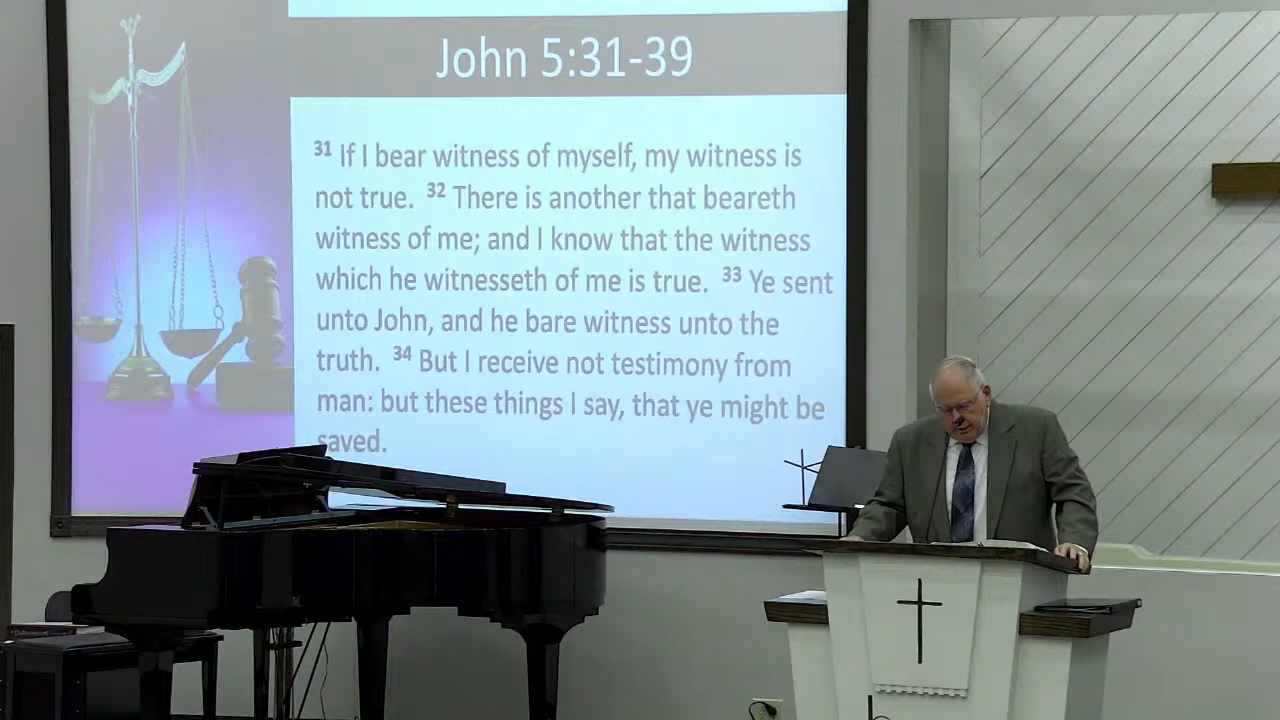 John 5:31-39
31 If I bear witness of myself, my witness is
not true. 32 There is another that beareth
witness of me; and I know that the witness
which he witnesseth of me is true. 33 Ye sent
unto John, and he bare witness unto the
truth. 34 But I receive not testimony from
man: but these things I say, that ye might be
saved.